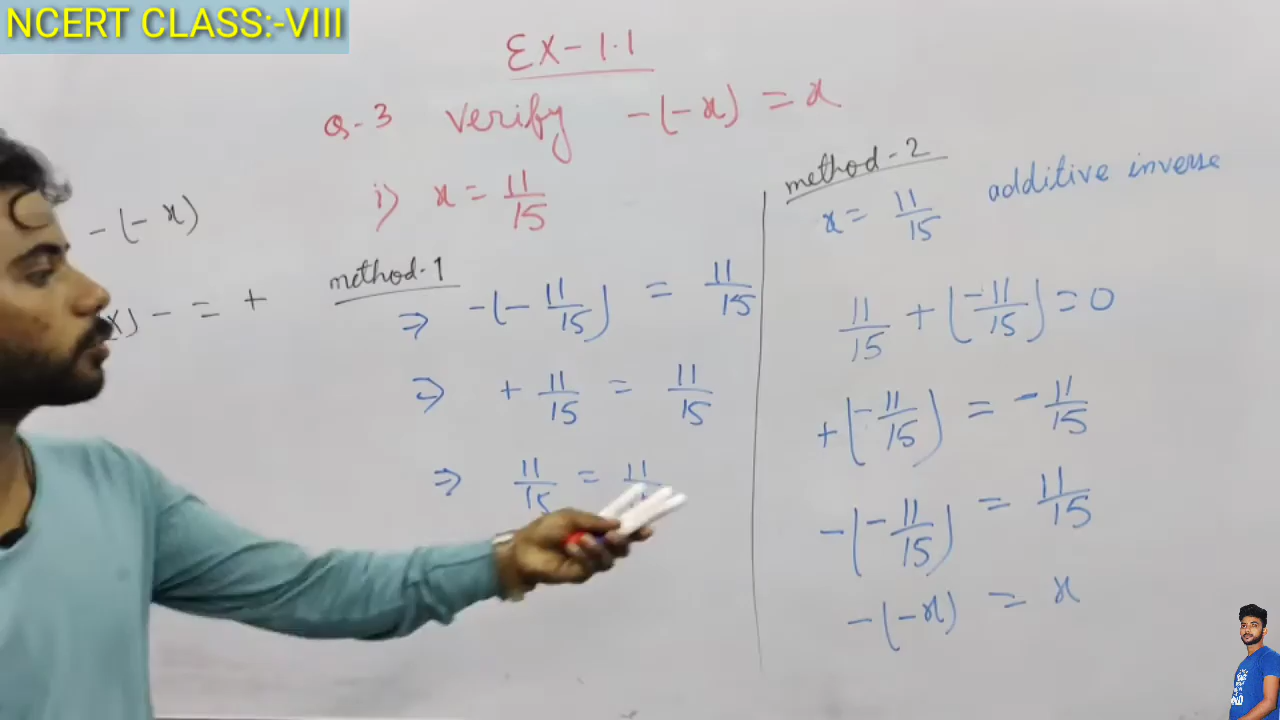 NCERT CLASS:-VIII
Ex-1.1
Q-3 verify -(-x) = x
i) x = 11/15
-(-x)
x) - = +
method-1
⇒ -(-11/15) = 11/15
⇒ +11/15 = 11/15
⇒ 11/15 = 11
method-2
x = 11/15 additive inverse
11/15 + (-11/15) = 0
+(-11/15) = -11/15
-(-11/15) = 11/15
-(-x) = x